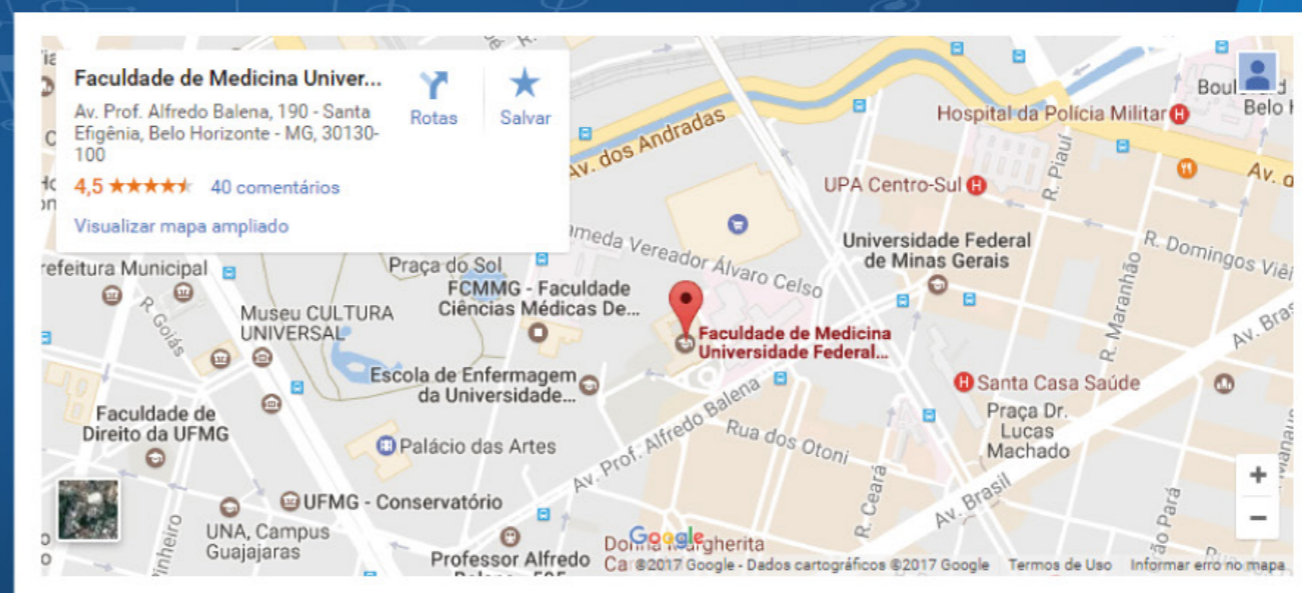 Faculdade de Medicina Univer...
Av. Prof. Alfredo Balena, 190 - Santa
Efigênia, Belo Horizonte - MG, 30130-
100
4,5
40 comentários
Visualizar mapa ampliado
Rotas
Salvar
Av. dos Andradas
Hospital da Polícia Militar
H
Belo
UPA Centro-Sul
H
R. Piauí
Av.
Vereador Álvaro Celso
Universidade Federal
de Minas Gerais
R. Domingos
refeitura Municipal
Praça do Sol
FCMMG - Faculdade
Ciências Médicas De...
R. Goiás
Museu CULTURA
UNIVERSAL
Faculdade de Medicina
Universidade Federal...
R. Maranhão
Av. Bras
Escola de Enfermagem
da Universidade...
H
Santa Casa Saúde
Faculdade de
Direito da UFMG
Palácio das Artes
Av. Prof. Alfredo Balena
Rua dos Otoni
Praça Dr.
Lucas
Machado
UFMG - Conservatório
R. Ceará
Av. Brasil
UNA, Campus
Guajajaras
Professor Alfredo
Google
©2017 Google - Dados cartográficos ©2017 Google
Termos de Uso
Informar erro no mapa
+
−